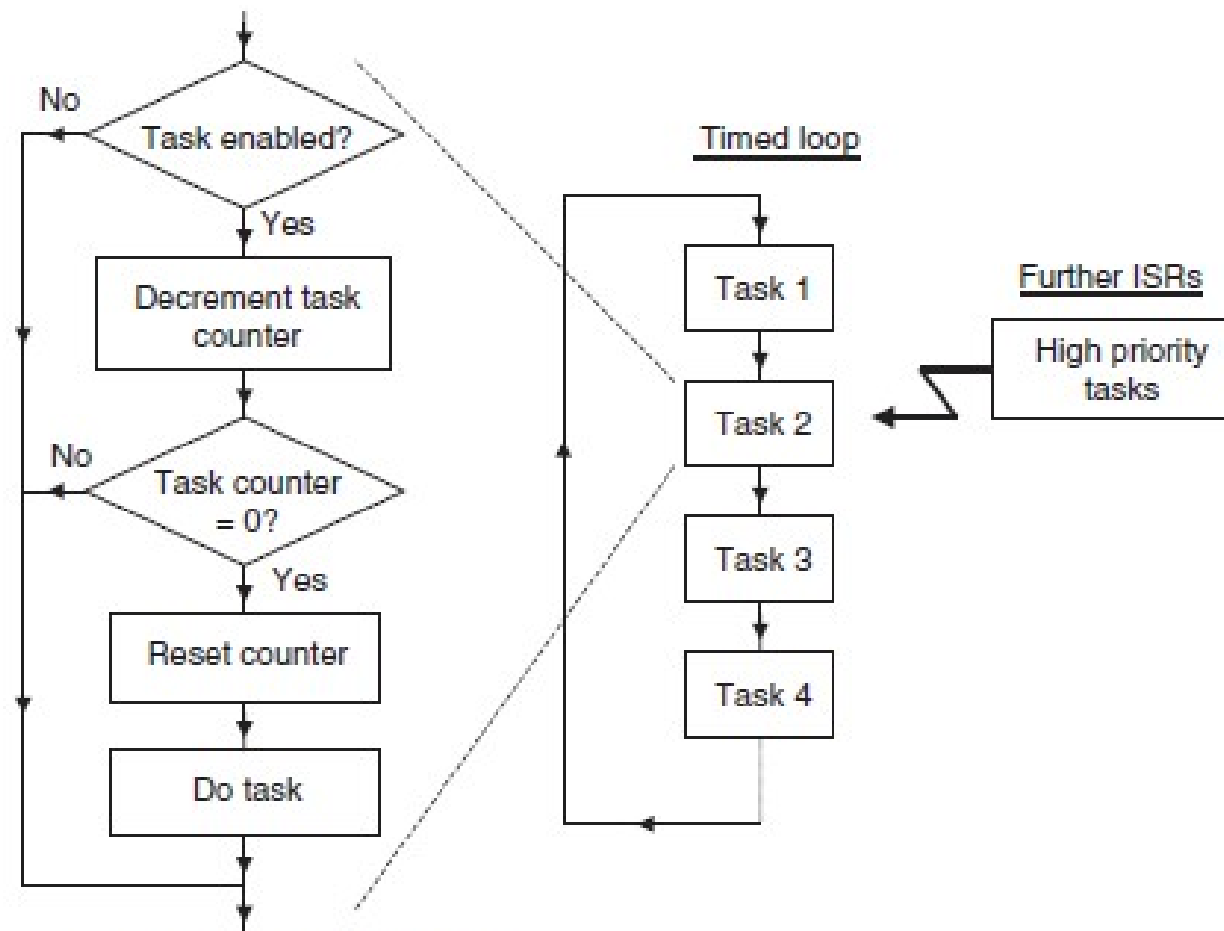 No
Task enabled?
Yes
Decrement task
counter
No
Task counter
= 0?
Yes
Reset counter
Do task
Timed loop
Task 1
Task 2
Task 3
Task 4
Further ISRs
High priority
tasks